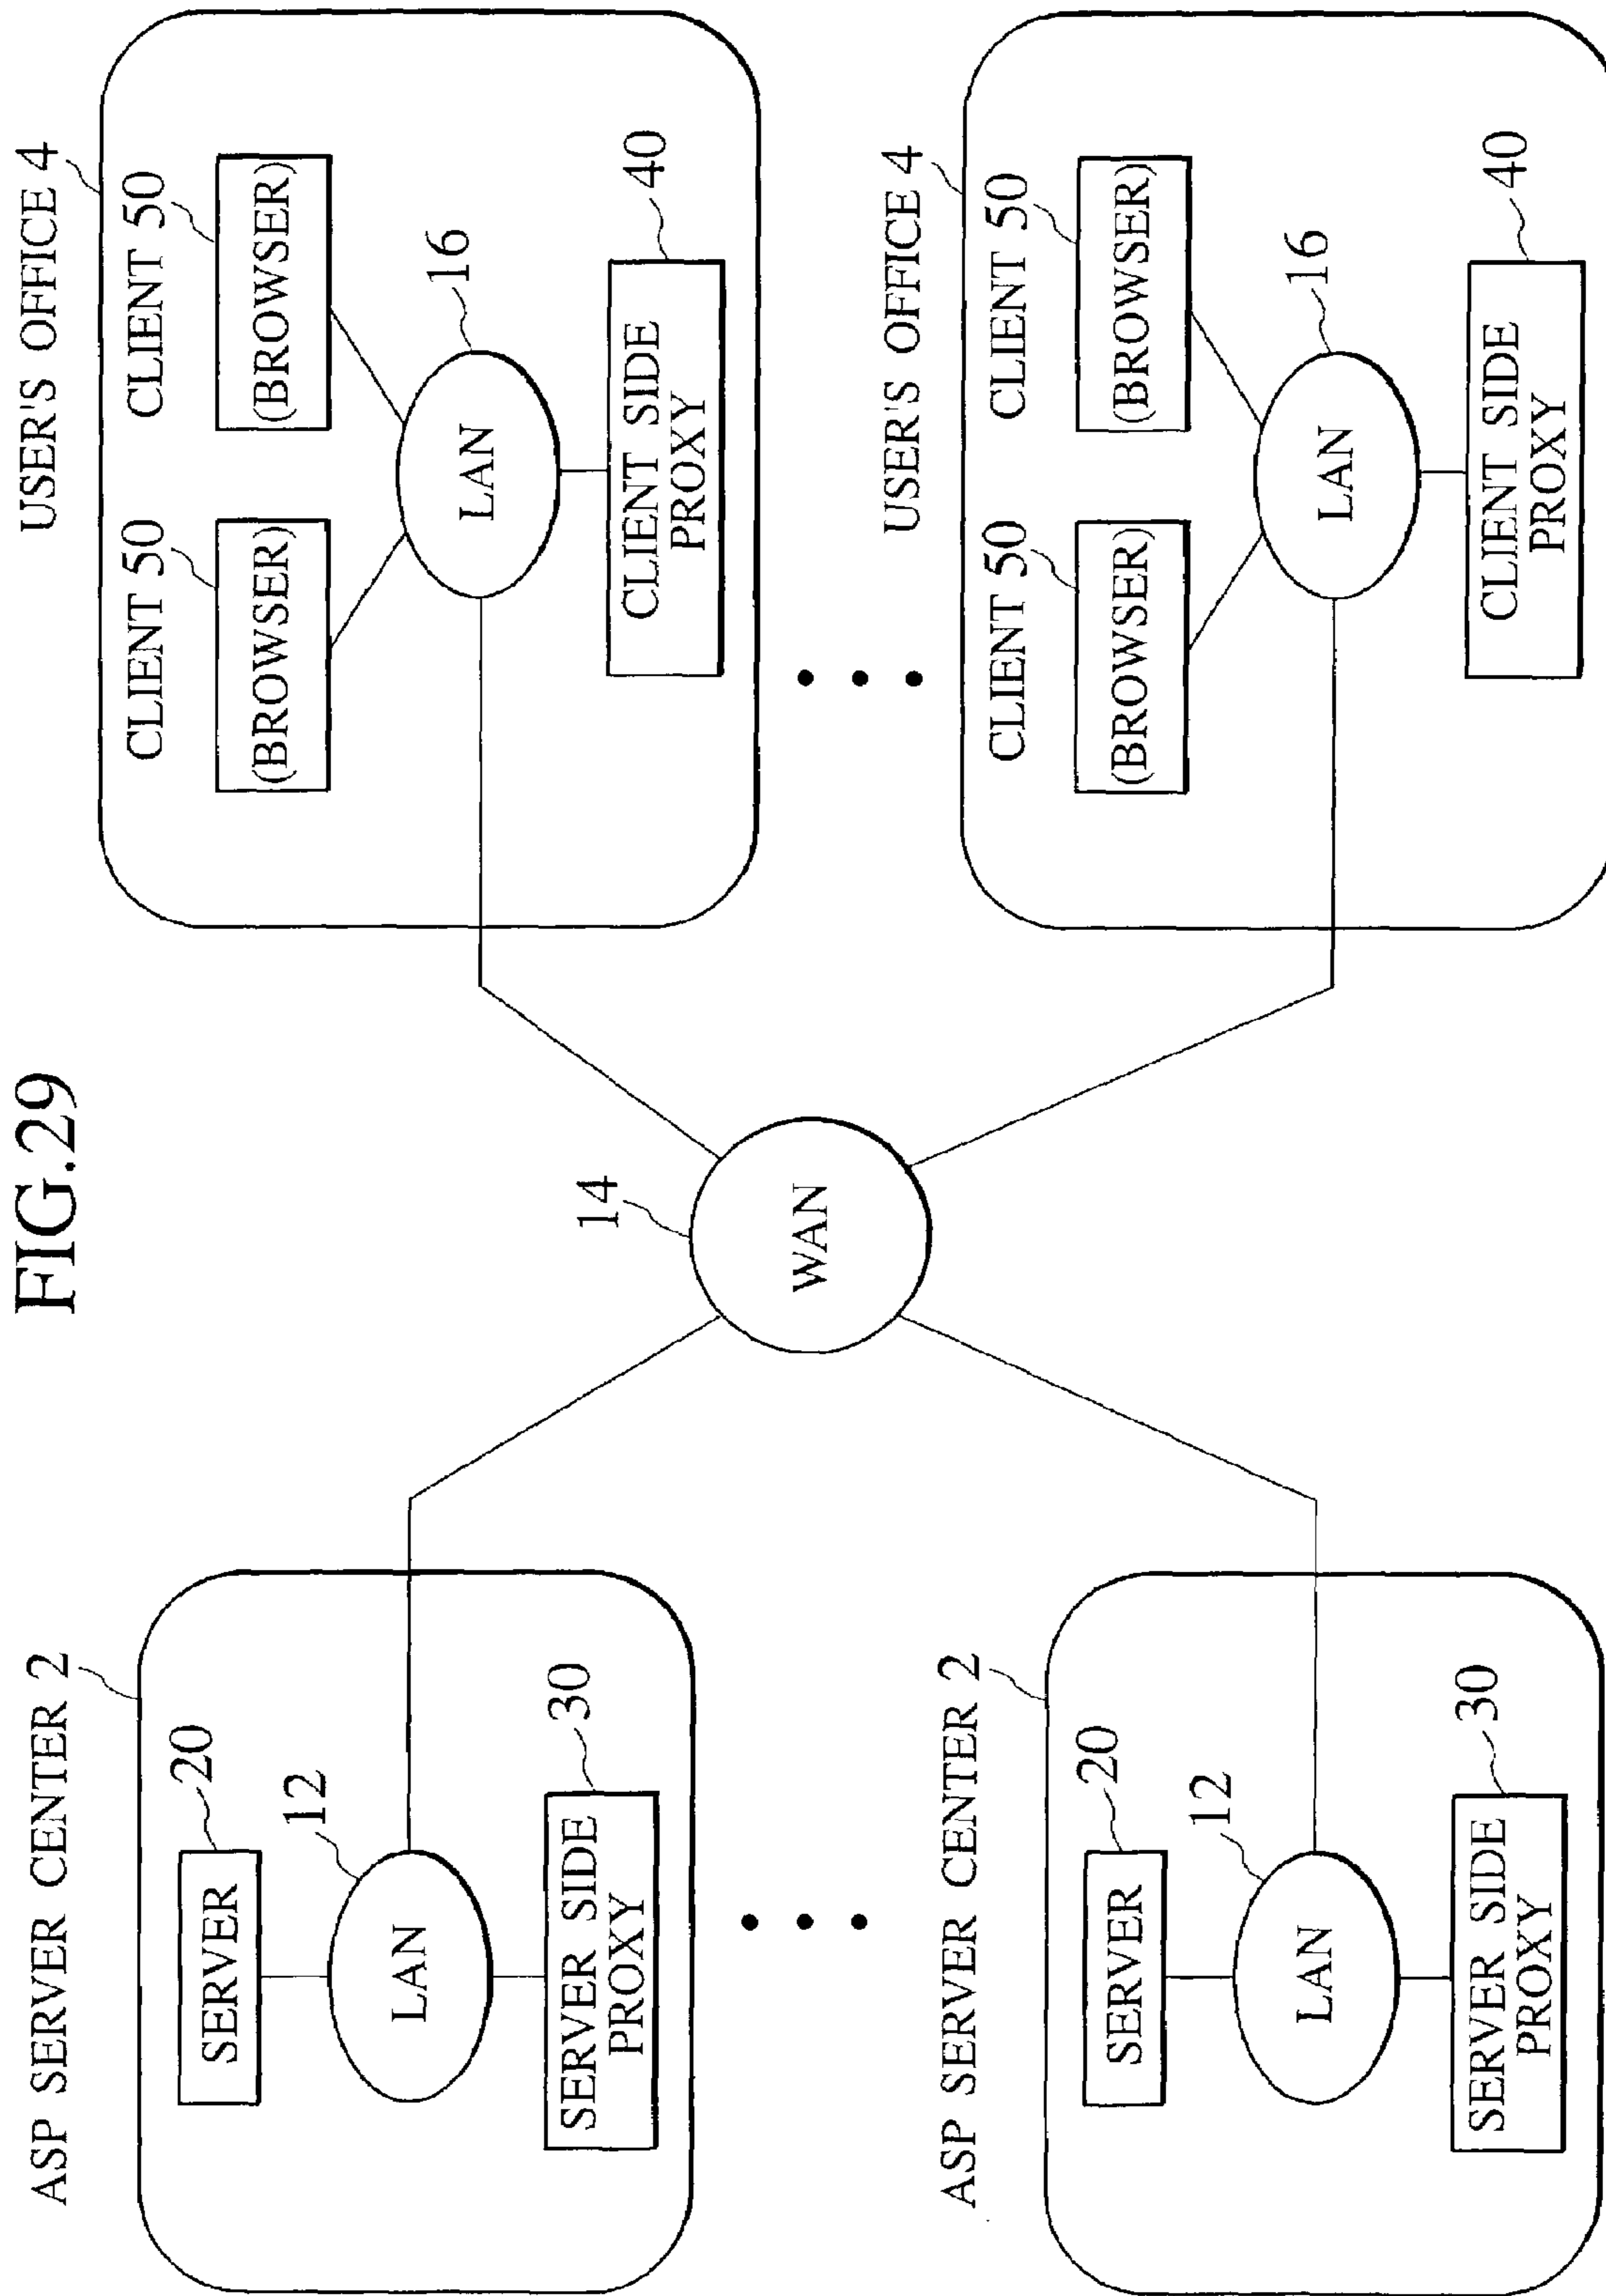 FIG.29
ASP SERVER CENTER 2
SERVER
20
12
LAN
SERVER SIDE
PROXY
30
ASP SERVER CENTER 2
SERVER
20
12
LAN
SERVER SIDE
PROXY
30
14
WAN
USER'S OFFICE 4
CLIENT 50
CLIENT 50
(BROWSER)
(BROWSER)
16
LAN
CLIENT SIDE
PROXY
40
USER'S OFFICE 4
CLIENT 50
CLIENT 50
(BROWSER)
(BROWSER)
16
LAN
CLIENT SIDE
PROXY
40